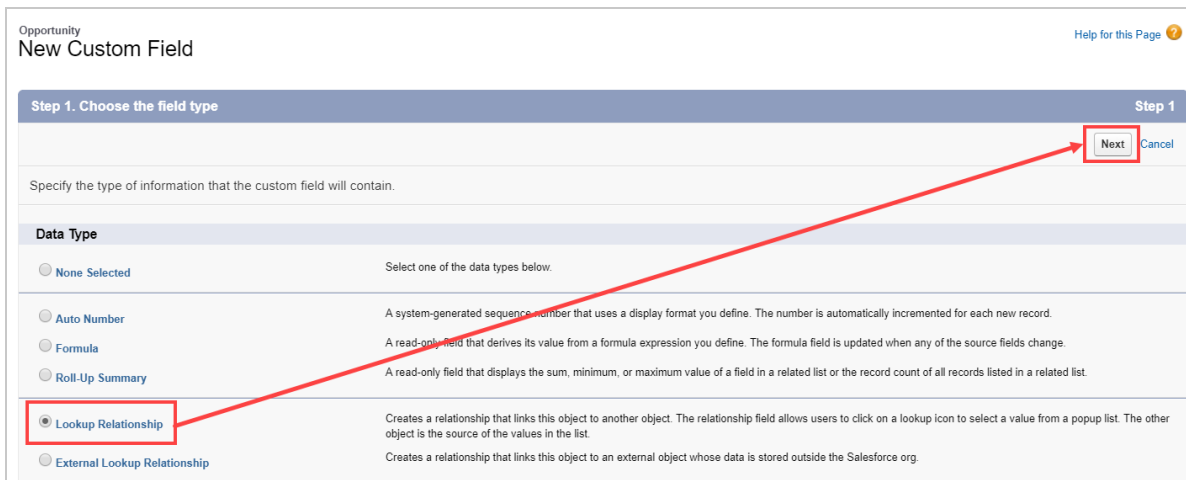 Opportunity
New Custom Field
Help for this Page ?
Step 1. Choose the field type
Step 1
Next
Cancel
Specify the type of information that the custom field will contain.
Data Type
None Selected
Select one of the data types below.
Auto Number
A system-generated sequence number that uses a display format you define. The number is automatically incremented for each new record.
Formula
A read-only field that derives its value from a formula expression you define. The formula field is updated when any of the source fields change.
Roll-Up Summary
A read-only field that displays the sum, minimum, or maximum value of a field in a related list or the record count of all records listed in a related list.
Lookup Relationship
Creates a relationship that links this object to another object. The relationship field allows users to click on a lookup icon to select a value from a popup list. The other
object is the source of the values in the list.
External Lookup Relationship
Creates a relationship that links this object to an external object whose data is stored outside the Salesforce org.